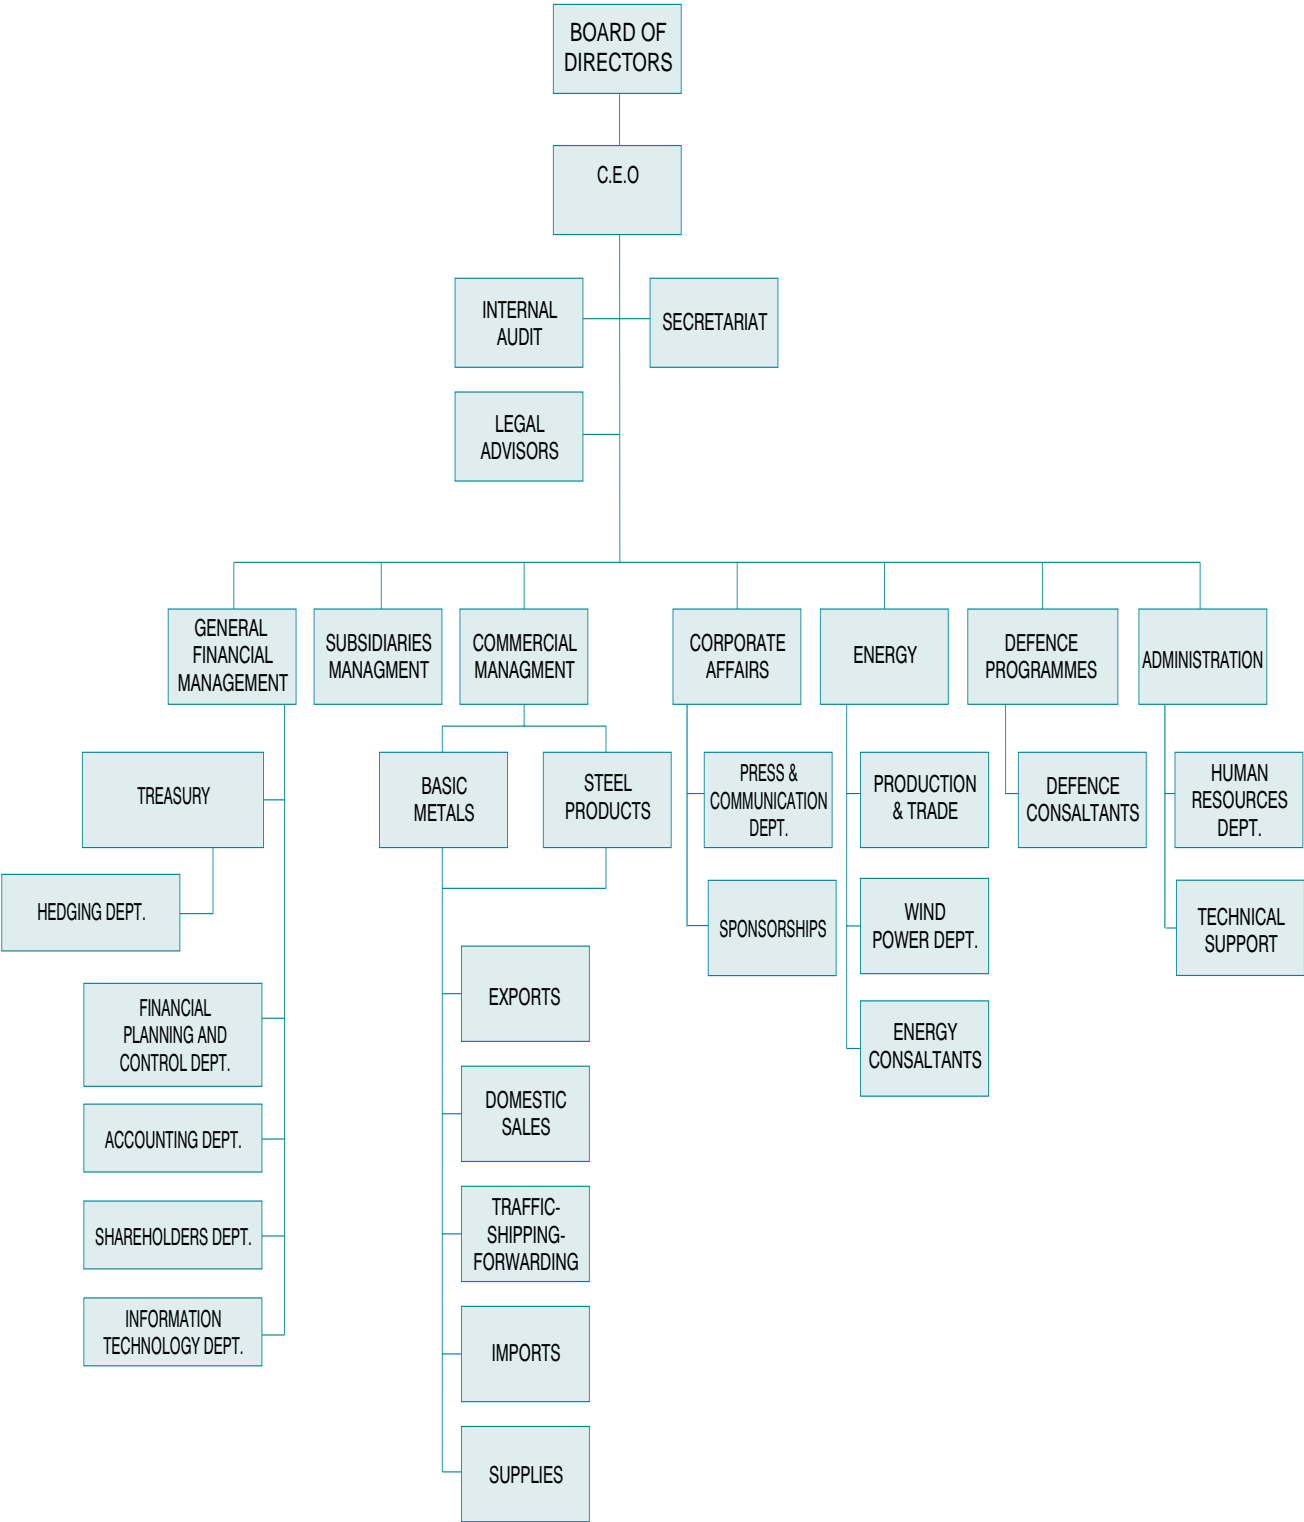 BOARD OF
DIRECTORS
C.E.O
INTERNAL
AUDIT
SECRETARIAT
LEGAL
ADVISORS
GENERAL
FINANCIAL
MANAGEMENT
SUBSIDIARIES
MANAGMENT
COMMERCIAL
MANAGMENT
CORPORATE
AFFAIRS
ENERGY
DEFENCE
PROGRAMMES
ADMINISTRATION
TREASURY
HEDGING DEPT.
FINANCIAL
PLANNING AND
CONTROL DEPT.
ACCOUNTING DEPT.
SHAREHOLDERS DEPT.
INFORMATION
TECHNOLOGY DEPT.
BASIC
METALS
STEEL
PRODUCTS
EXPORTS
DOMESTIC
SALES
TRAFFIC-
SHIPPING-
FORWARDING
IMPORTS
SUPPLIES
PRESS &
COMMUNICATION
DEPT.
SPONSORSHIPS
PRODUCTION
& TRADE
WIND
POWER DEPT.
ENERGY
CONSALTANTS
DEFENCE
CONSALTANTS
HUMAN
RESOURCES
DEPT.
TECHNICAL
SUPPORT